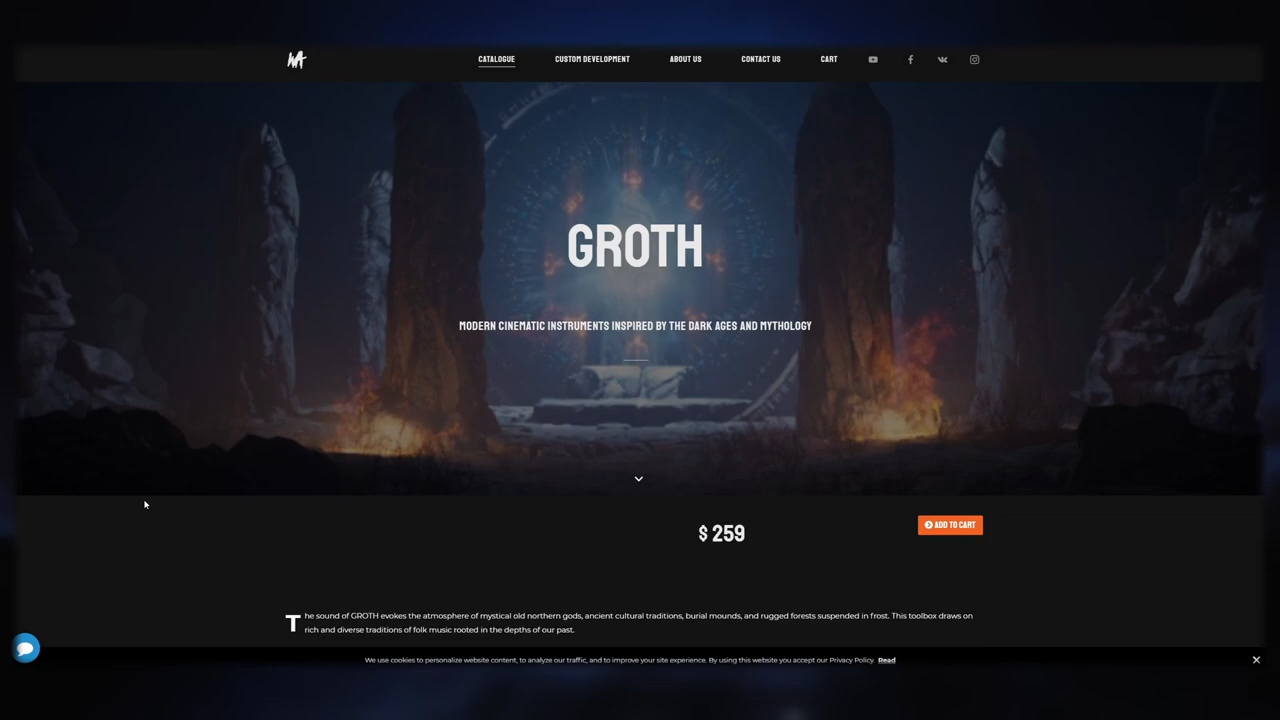 CATALOGUE CUSTOM DEVELOPMENT ABOUT US CONTACT US CART
GROTH
MODERN CINEMATIC INSTRUMENTS INSPIRED BY THE DARK AGES AND MYTHOLOGY
$ 259
ADD TO CART
The sound of GROTH evokes the atmosphere of mystical old northern gods, ancient cultural traditions, burial mounds, and rugged forests suspended in frost. This toolbox draws on
rich and diverse traditions of folk music rooted in the depths of our past.
We use cookies to personalize website content, to analyze our traffic, and to improve your site experience. By using this website you accept our Privacy Policy. Read